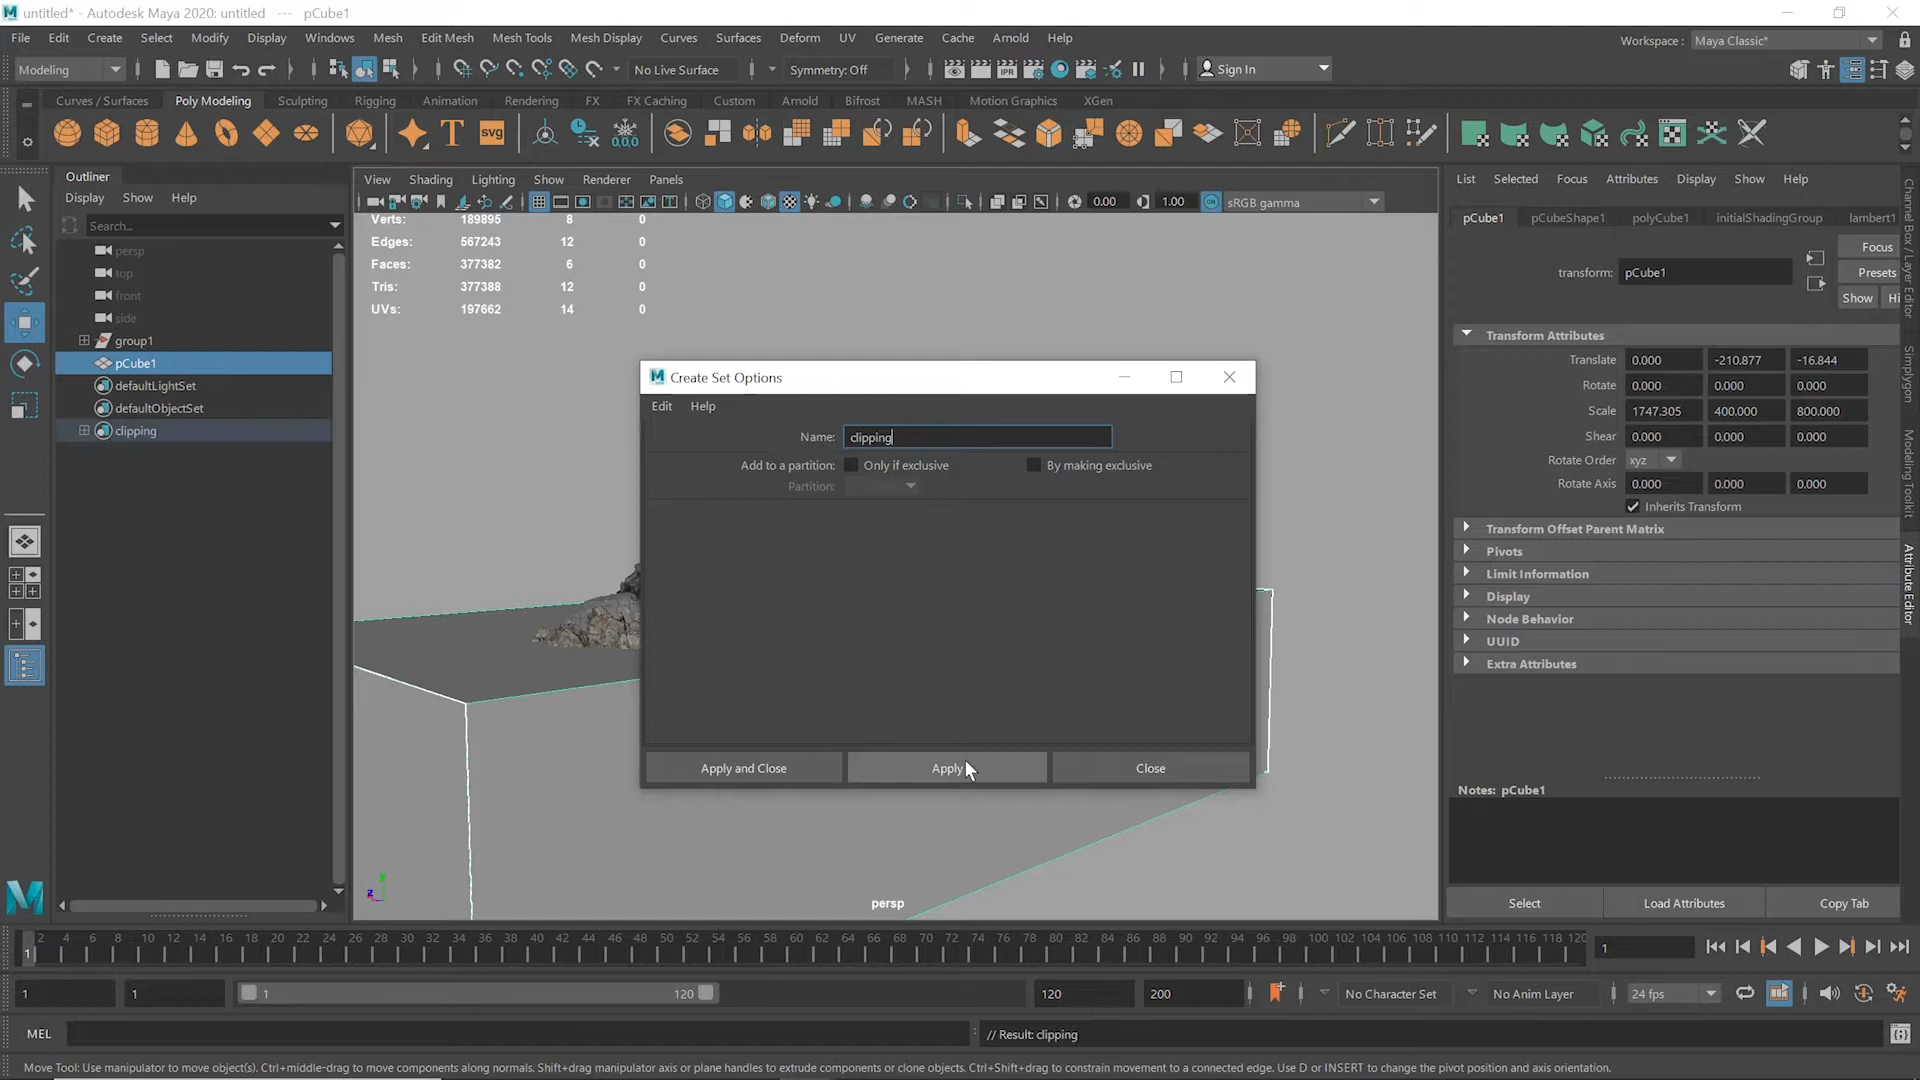 untitled* - Autodesk Maya 2020: untitled --- pCube1
File Edit Create Select Modify Display Windows Mesh Edit Mesh Mesh Tools Mesh Display Curves Surfaces Deform UV Generate Cache Arnold Help
Workspace : Maya Classic*
Modeling No Live Surface Symmetry: Off IPR Sign In
Curves / Surfaces Poly Modeling Sculpting Rigging Animation Rendering FX FX Caching Custom Arnold Bifrost MASH Motion Graphics XGen
T svg 0,0,0
Outliner
Display Show Help
Search...
persp
top
front
side
group1
pCube1
defaultLightSet
defaultObjectSet
clipping
View Shading Lighting Show Renderer Panels
0.00 1.00 ON sRGB gamma
Verts: 189895 8 0
Edges: 567243 12 0
Faces: 377382 6 0
Tris: 377388 12 0
UVs: 197662 14 0
Create Set Options
Edit Help
Name: clipping
Add to a partition: Only if exclusive By making exclusive
Partition:
Apply and Close Apply Close
y
z
persp
List Selected Focus Attributes Display Show Help
pCube1 pCubeShape1 polyCube1 initialShadingGroup lambert1
Focus
transform: pCube1 Presets
Show Hi
Transform Attributes
Translate 0.000 -210.877 -16.844
Rotate 0.000 0.000 0.000
Scale 1747.305 400.000 800.000
Shear 0.000 0.000 0.000
Rotate Order xyz
Rotate Axis 0.000 0.000 0.000
Inherits Transform
Transform Offset Parent Matrix
Pivots
Limit Information
Display
Node Behavior
UUID
Extra Attributes
Notes: pCube1
Select Load Attributes Copy Tab
Channel Box / Layer Editor
Simplygon
Modeling Toolkit
Attribute Editor
2 4 6 8 10 12 14 16 18 20 22 24 26 28 30 32 34 36 38 40 42 44 46 48 50 52 54 56 58 60 62 64 66 68 70 72 74 76 78 80 82 84 86 88 90 92 94 96 98 100 102 104 106 108 110 112 114 116 118 120
1 1
1 1 1 120 120 200 No Character Set No Anim Layer 24 fps
MEL // Result: clipping
Move Tool: Use manipulator to move object(s). Ctrl+middle-drag to move components along normals. Shift+drag manipulator axis or plane handles to extrude components or clone objects. Ctrl+Shift+drag to constrain movement to a connected edge. Use D or INSERT to change the pivot position and axis orientation.